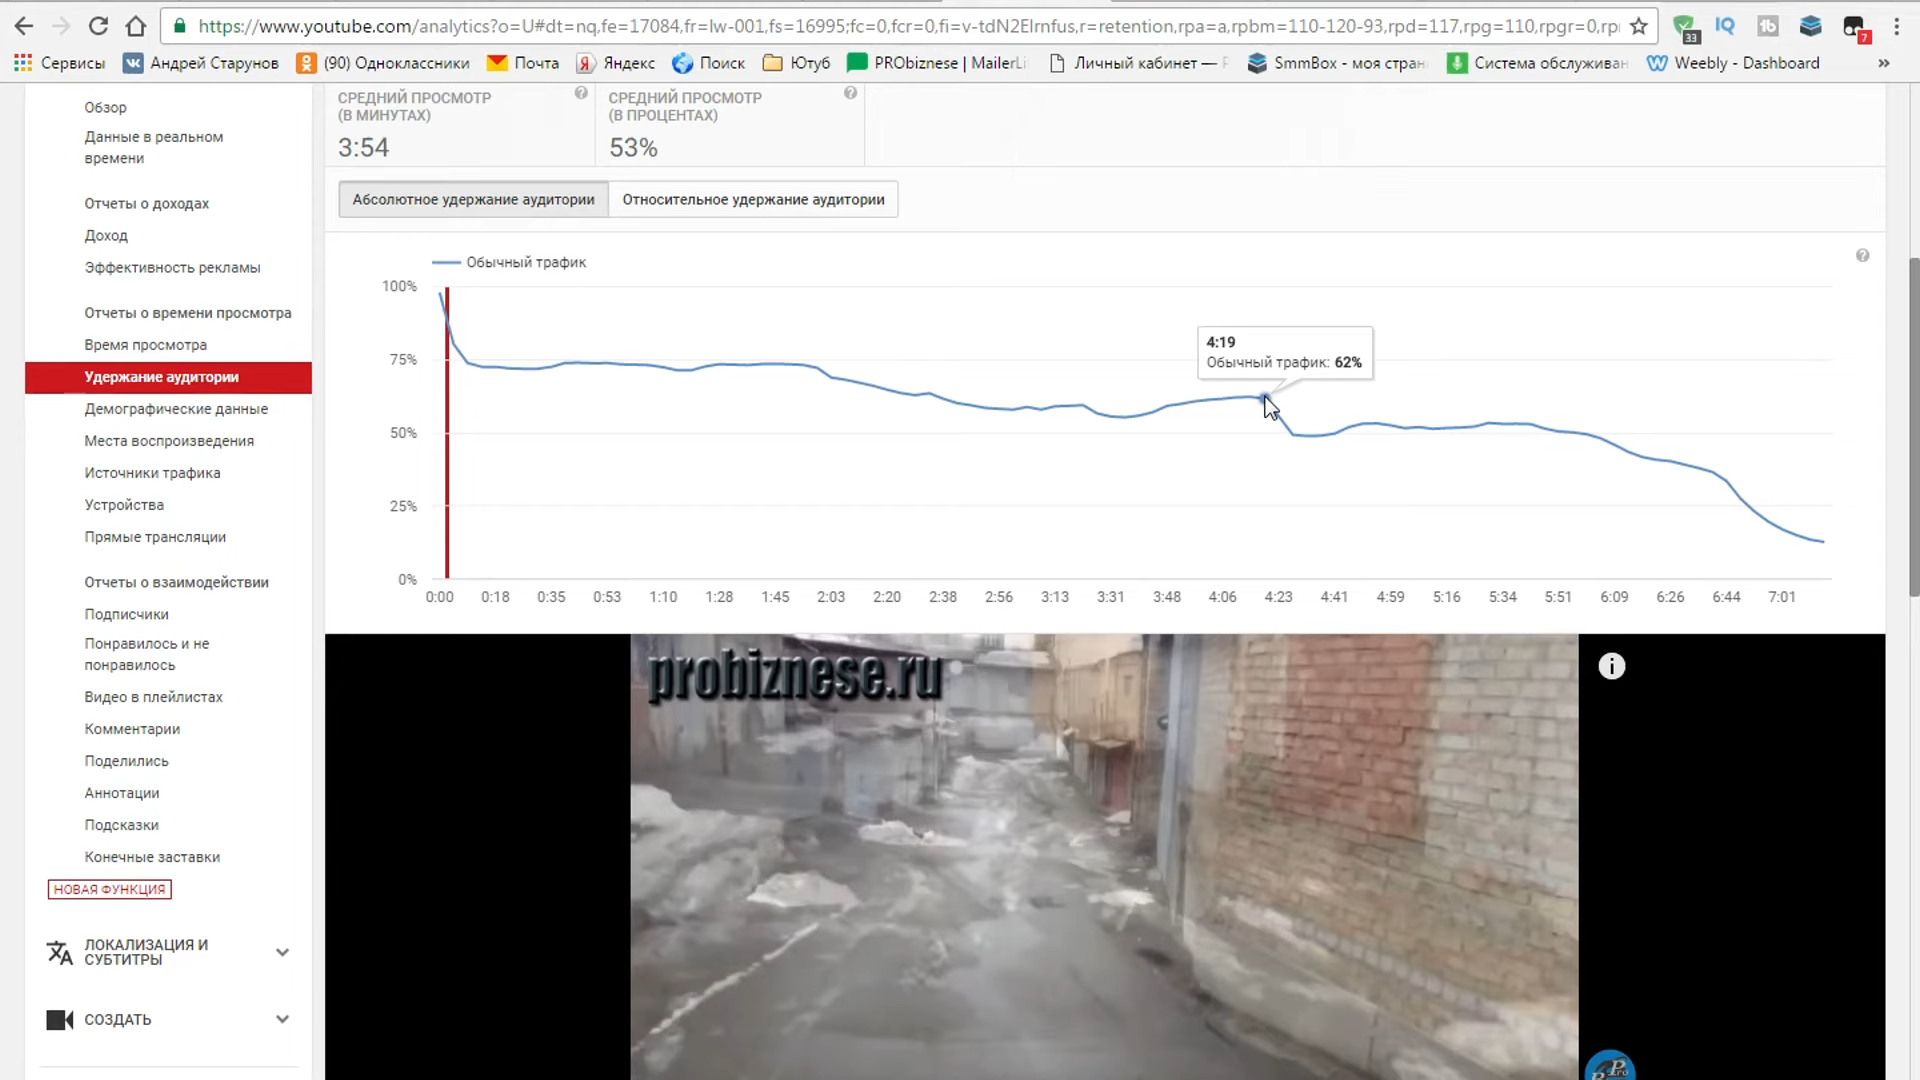 https://www.youtube.com/analytics?o=U#dt=nq,fe=17084,fr=lw-001,fs=16995;fc=0,fcr=0,fi=v-tdN2EIrnfus,r=retention,rpa=a,rpbm=110-120-93,rpd=117,rpg=110,rpgr=0,rp
33
IQ
tb
7
Сервисы
Андрей Старунов
(90) Одноклассники
Почта
Яндекс
Поиск
Ютуб
PRObiznese | MailerLi
Личный кабинет —
SmmBox - моя стран
Система обслуживан
Weebly - Dashboard
»
Обзор
Данные в реальном
времени
Отчеты о доходах
Доход
Эффективность рекламы
Отчеты о времени просмотра
Время просмотра
Удержание аудитории
Демографические данные
Места воспроизведения
Источники трафика
Устройства
Прямые трансляции
Отчеты о взаимодействии
Подписчики
Понравилось и не
понравилось
Видео в плейлистах
Комментарии
Поделились
Аннотации
Подсказки
Конечные заставки
НОВАЯ ФУНКЦИЯ
ЛОКАЛИЗАЦИЯ И
СУБТИТРЫ
СОЗДАТЬ
СРЕДНИЙ ПРОСМОТР
(В МИНУТАХ)
3:54
СРЕДНИЙ ПРОСМОТР
(В ПРОЦЕНТАХ)
53%
Абсолютное удержание аудитории
Относительное удержание аудитории
Обычный трафик
100%
75%
50%
25%
0%
4:19
Обычный трафик: 62%
0:00 0:18 0:35 0:53 1:10 1:28 1:45 2:03 2:20 2:38 2:56 3:13 3:31 3:48 4:06 4:23 4:41 4:59 5:16 5:34 5:51 6:09 6:26 6:44 7:01
probiznese.ru